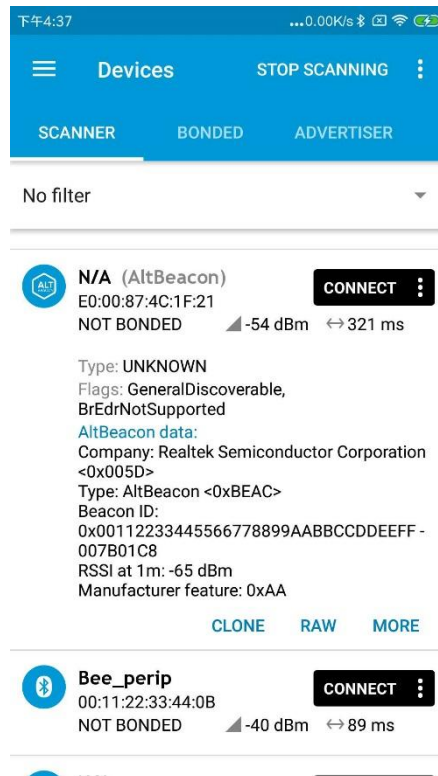 下午4:37
...0.00K/s
Devices
STOP SCANNING
SCANNER
BONDED
ADVERTISER
No filter
ALT
N/A (AltBeacon)
CONNECT
E0:00:87:4C:1F:21
NOT BONDED
-54 dBm
321 ms
Type: UNKNOWN
Flags: GeneralDiscoverable,
BrEdrNotSupported
AltBeacon data:
Company: Realtek Semiconductor Corporation
<0x005D>
Type: AltBeacon <0xBEAC>
Beacon ID:
0x00112233445566778899AABBCCDDEEFF -
007B01C8
RSSI at 1m: -65 dBm
Manufacturer feature: 0xAA
CLONE
RAW
MORE
Bee_perip
CONNECT
00:11:22:33:44:0B
NOT BONDED
-40 dBm
89 ms